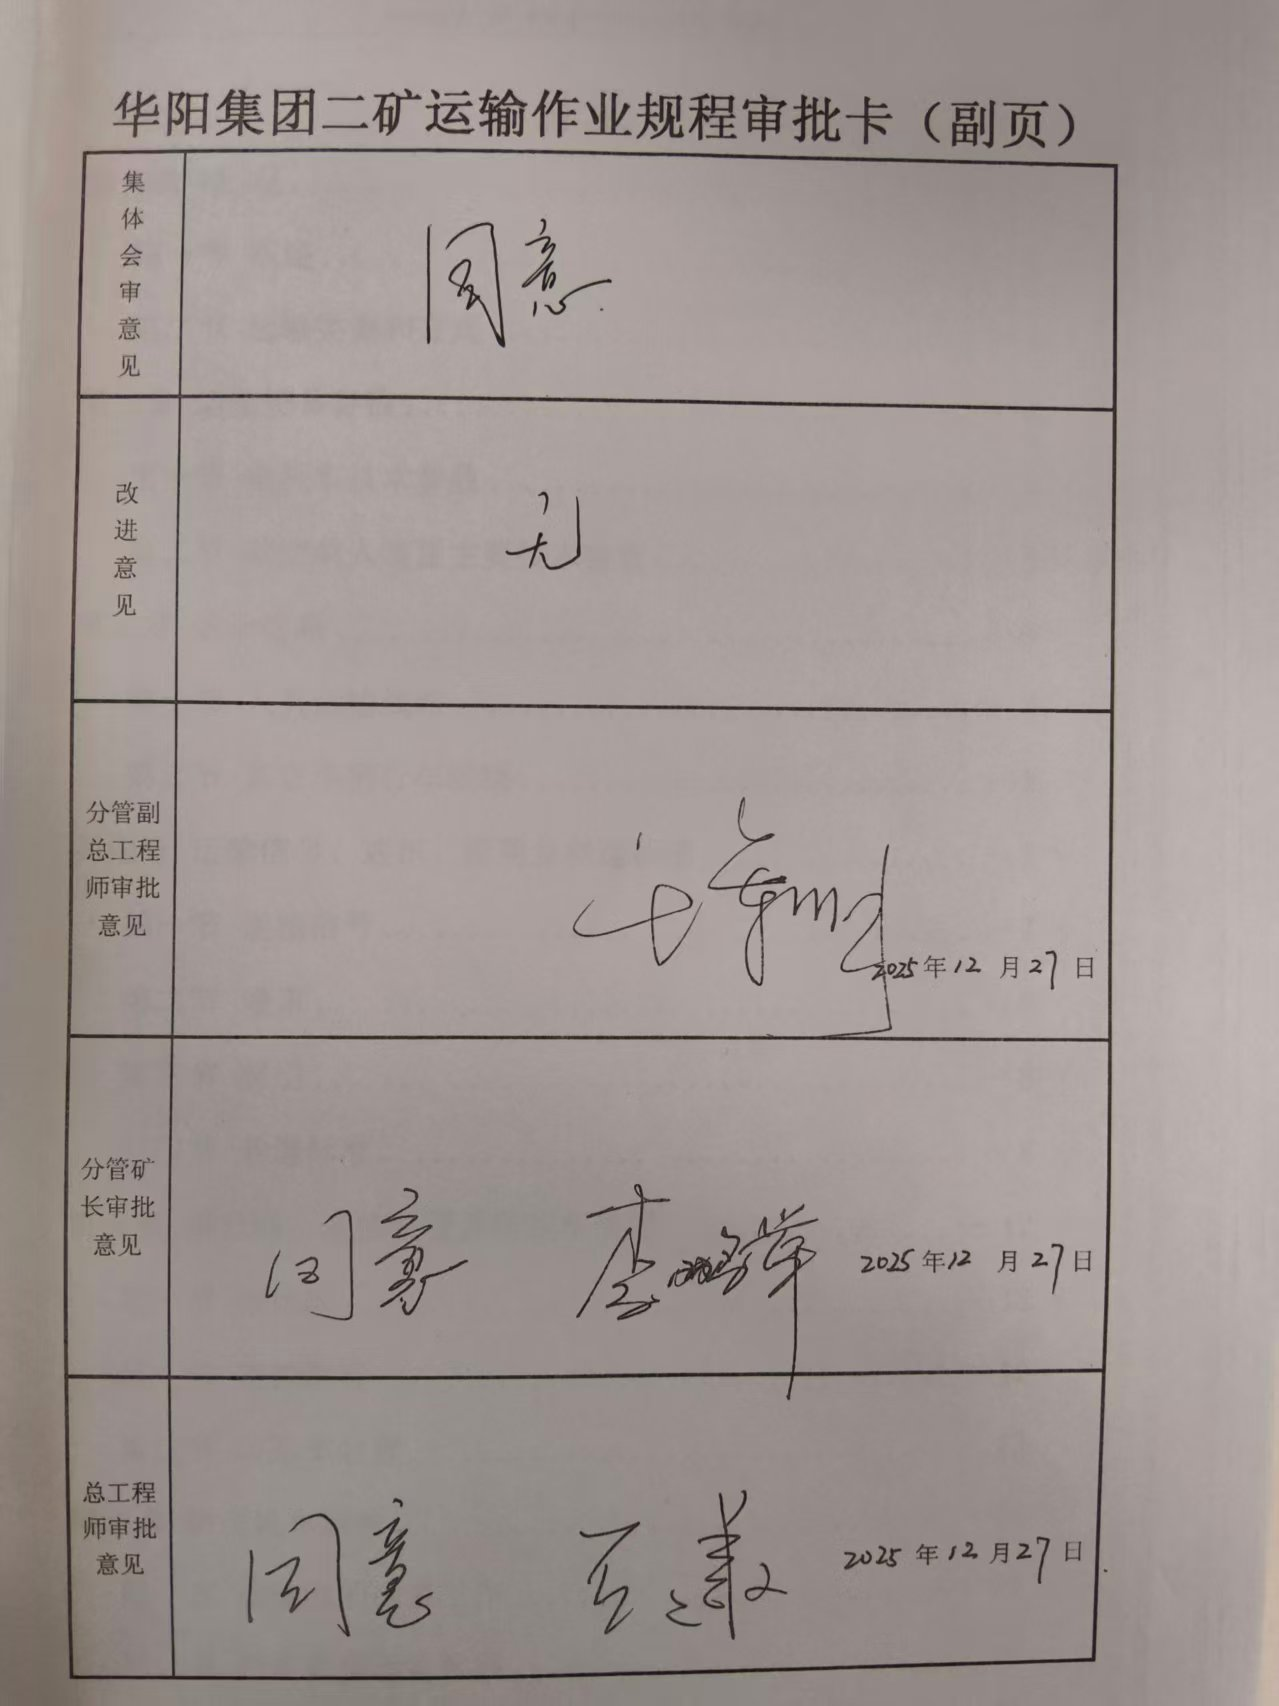 华阳集团二矿运输作业规程审批卡（副页）
集体会审意见
同意
改进意见
无
分管副
总工程
师审批
意见
2025年12月27日
分管矿
长审批
意见
同意
2025年12月27日
总工程
师审批
意见
同意
2025年12月27日